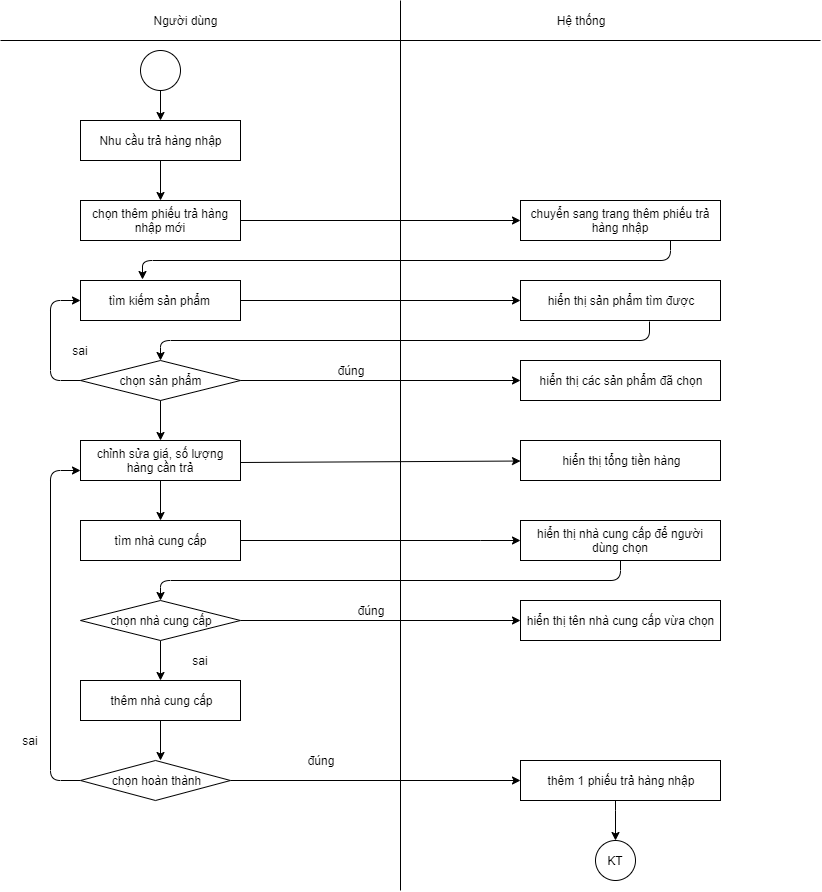 Người dùng
Hệ thống
Nhu cầu trả hàng nhập
chọn thêm phiếu trả hàng
nhập mới
chuyển sang trang thêm phiếu trả
hàng nhập
tìm kiếm sản phẩm
hiển thị sản phẩm tìm được
sai
chọn sản phẩm
đúng
hiển thị các sản phẩm đã chọn
chỉnh sửa giá, số lượng
hàng cần trả
hiển thị tổng tiền hàng
tìm nhà cung cấp
hiển thị nhà cung cấp để người
dùng chọn
chọn nhà cung cấp
đúng
hiển thị tên nhà cung cấp vừa chọn
sai
thêm nhà cung cấp
sai
chọn hoàn thành
đúng
thêm 1 phiếu trả hàng nhập
KT